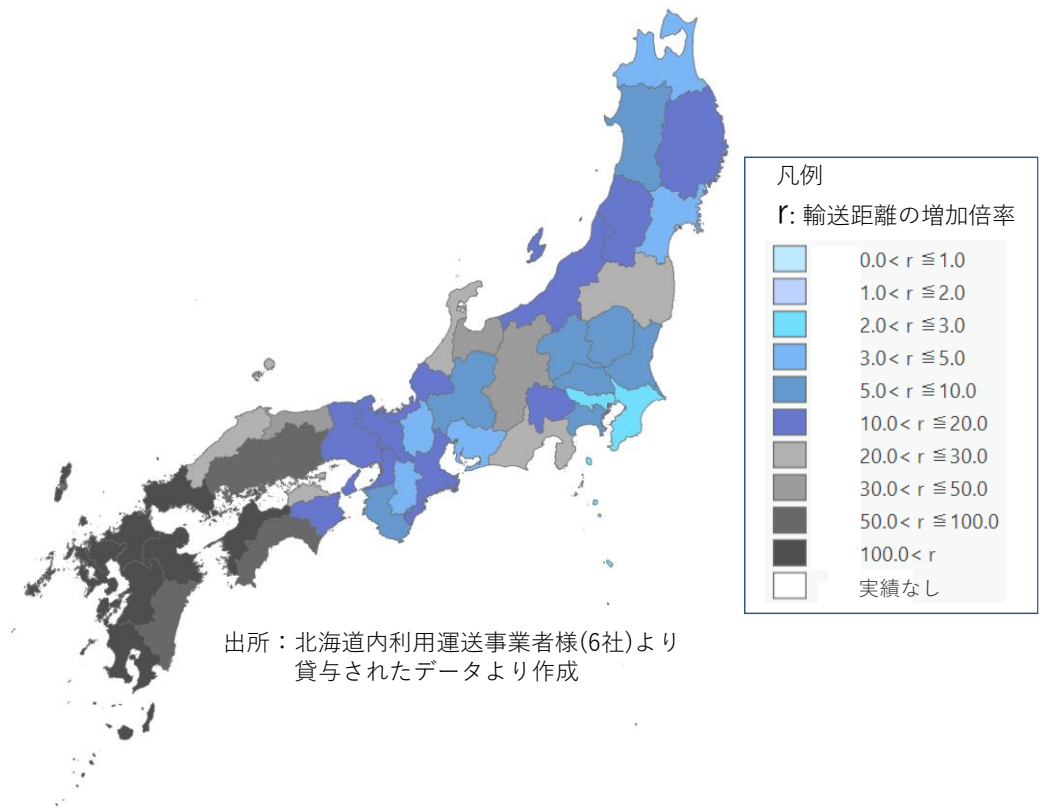 凡例
r: 輸送距離の増加倍率
0.0< r ≦1.0
1.0< r ≦2.0
2.0< r ≦3.0
3.0< r ≦5.0
5.0< r ≦10.0
10.0< r ≦20.0
20.0< r ≦30.0
30.0< r ≦50.0
50.0< r ≦100.0
100.0< r
実績なし
出所：北海道内利用運送事業者様(6社)より
貸与されたデータより作成